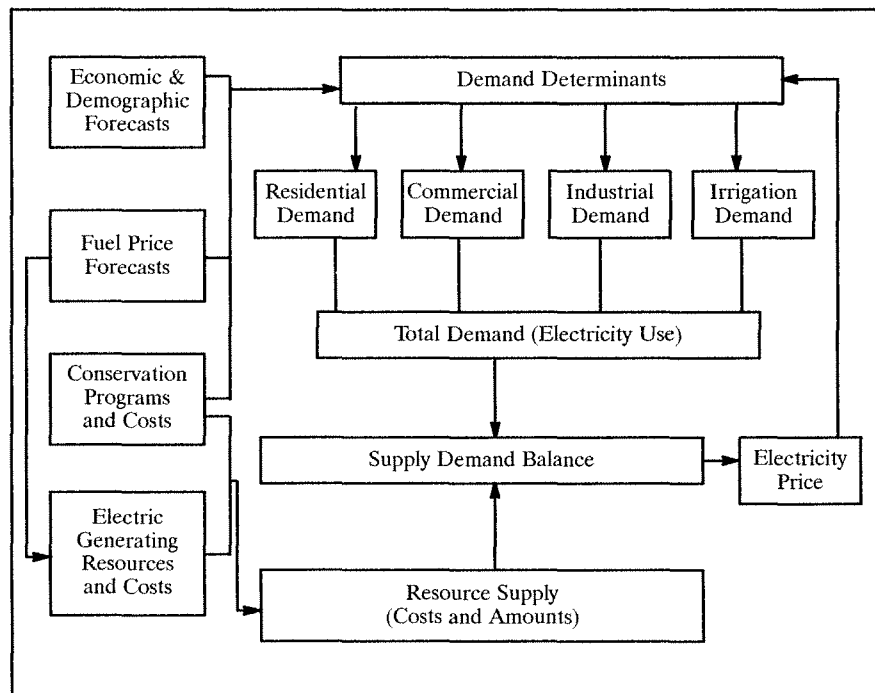 Economic &
Demographic
Forecasts
Demand Determinants
Residential
Demand
Commercial
Demand
Industrial
Demand
Irrigation
Demand
Fuel Price
Forecasts
Total Demand (Electricity Use)
Conservation
Programs
and Costs
Supply Demand Balance
Electricity
Price
Electric
Generating
Resources
and Costs
Resource Supply
(Costs and Amounts)